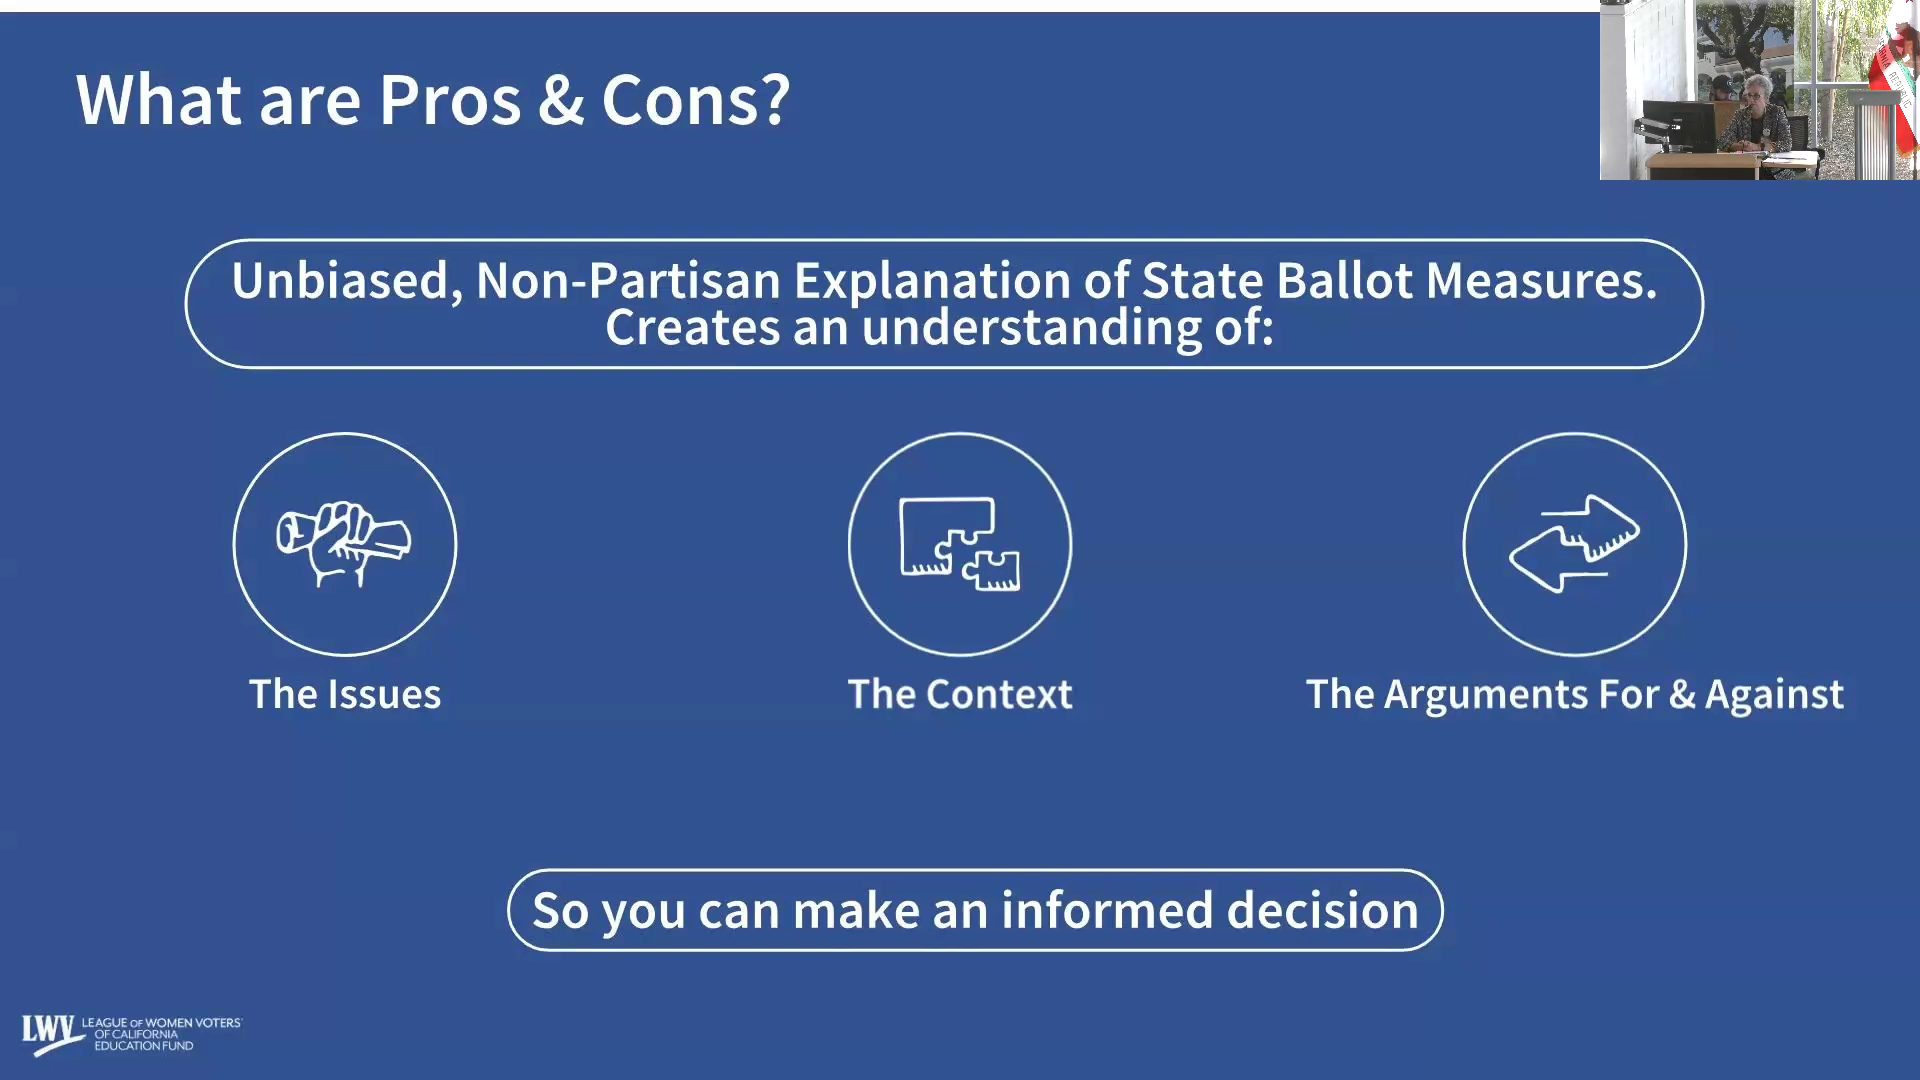 What are Pros & Cons?
Unbiased, Non-Partisan Explanation of State Ballot Measures.
Creates an understanding of:
The Issues
The Context
The Arguments For & Against
So you can make an informed decision
LWV LEAGUE OF WOMEN VOTERS®
OF CALIFORNIA
EDUCATION FUND
REPUBLIC